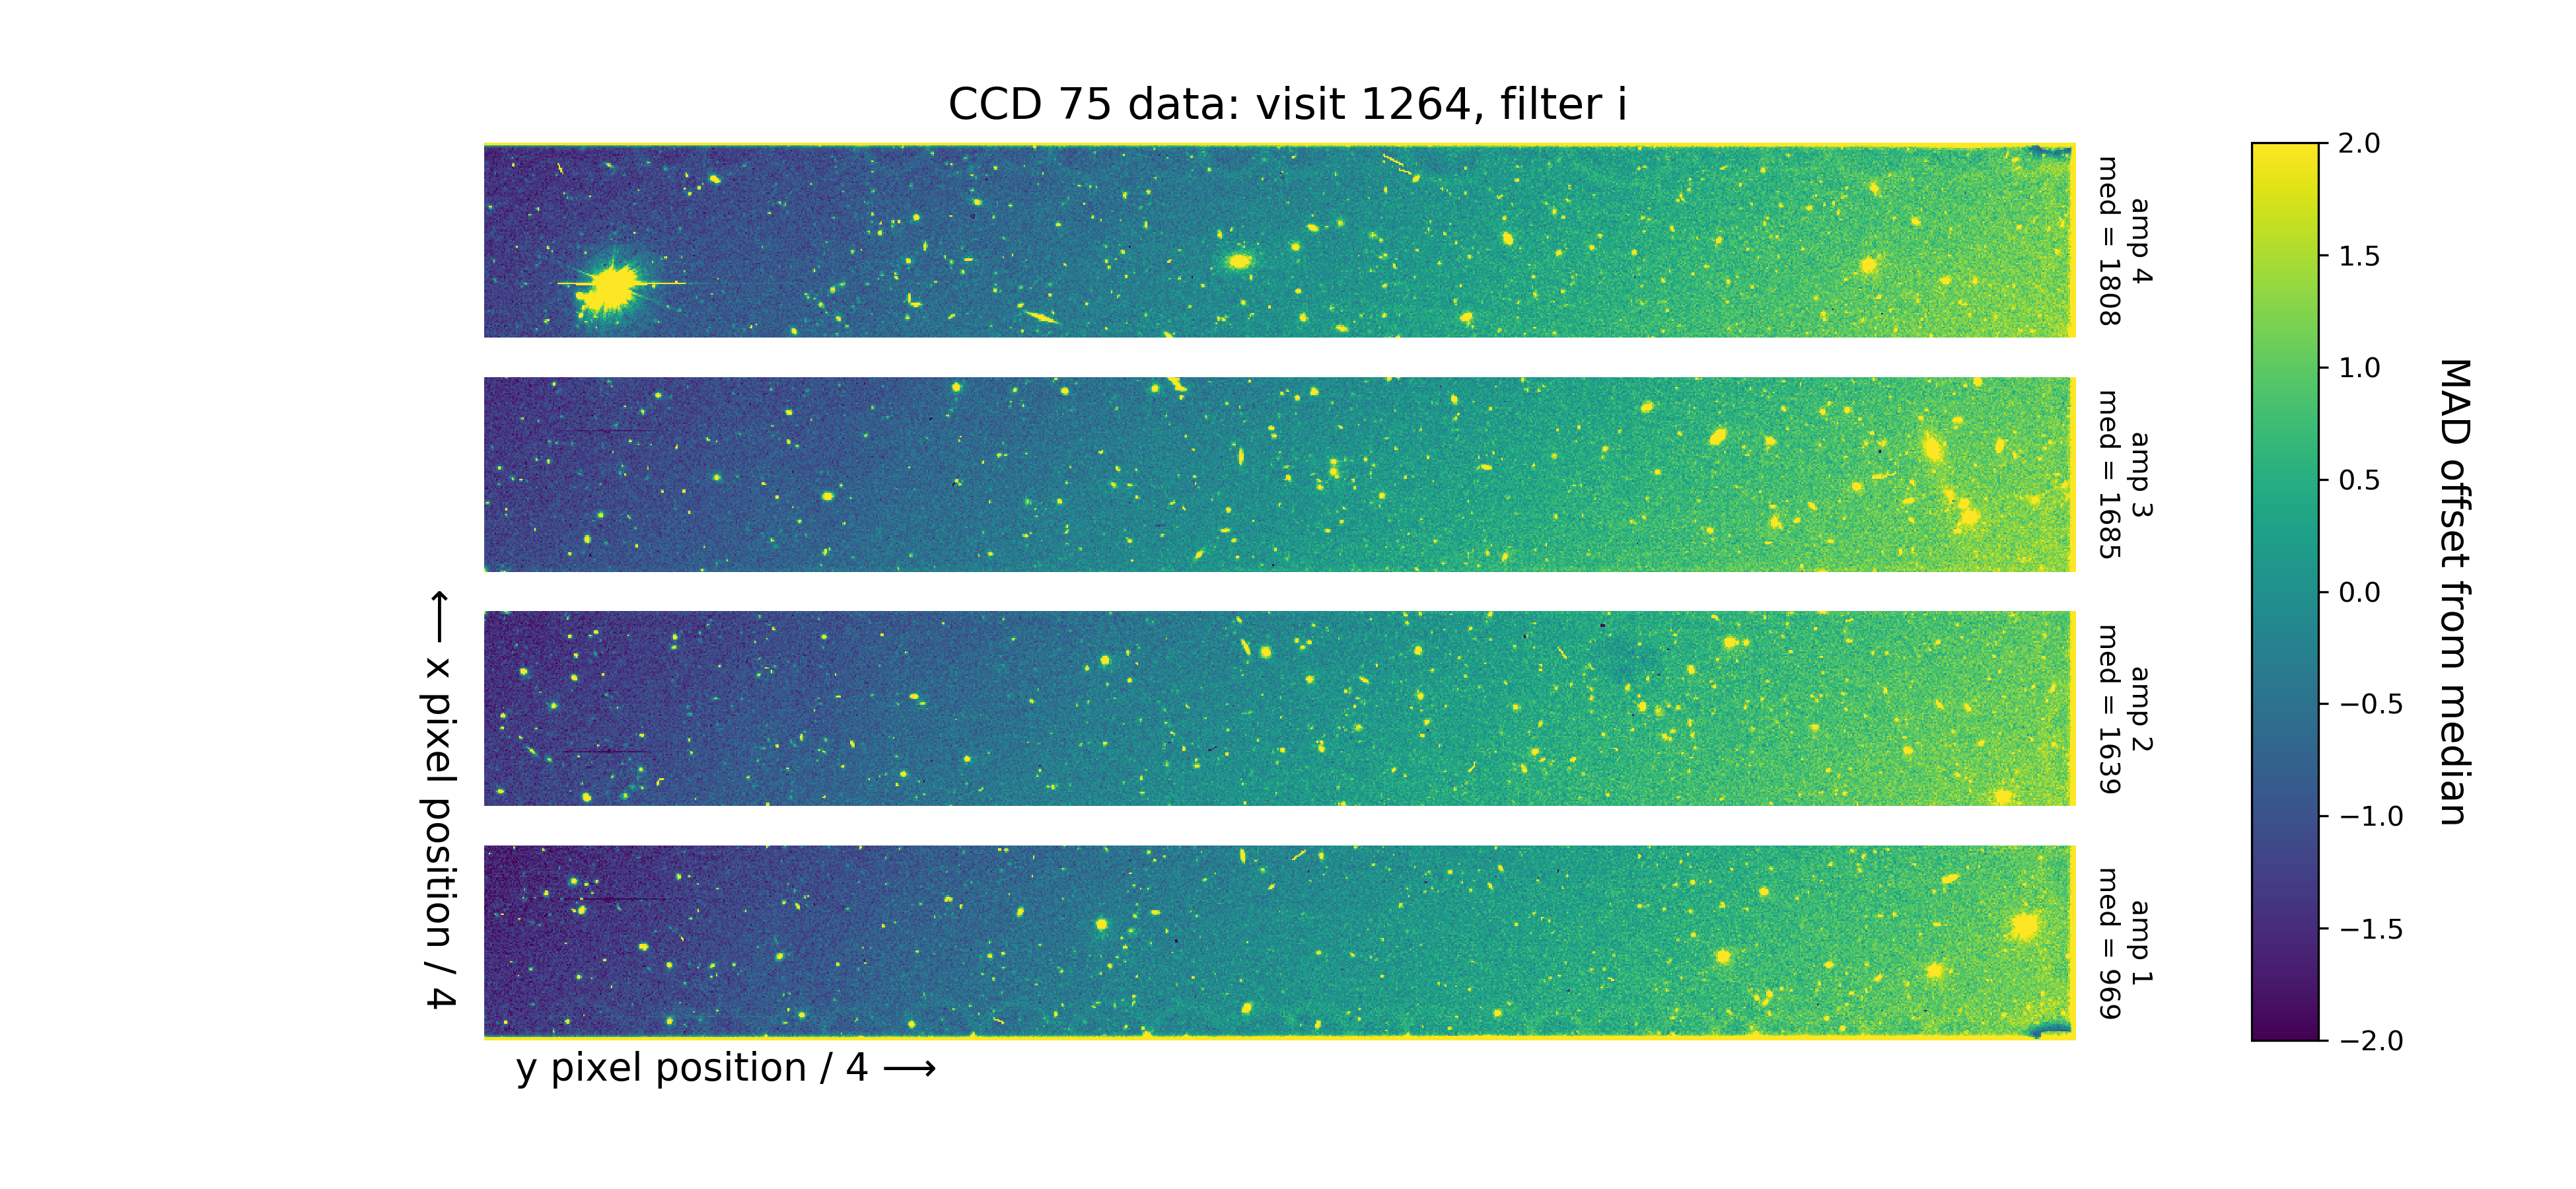 CCD 75 data: visit 1264, filter i
amp 4
med = 1808
amp 3
med = 1685
amp 2
med = 1639
amp 1
med = 969
⟵ x pixel position / 4
y pixel position / 4 ⟶
2.0
1.5
1.0
0.5
0.0
−0.5
−1.0
−1.5
−2.0
MAD offset from median